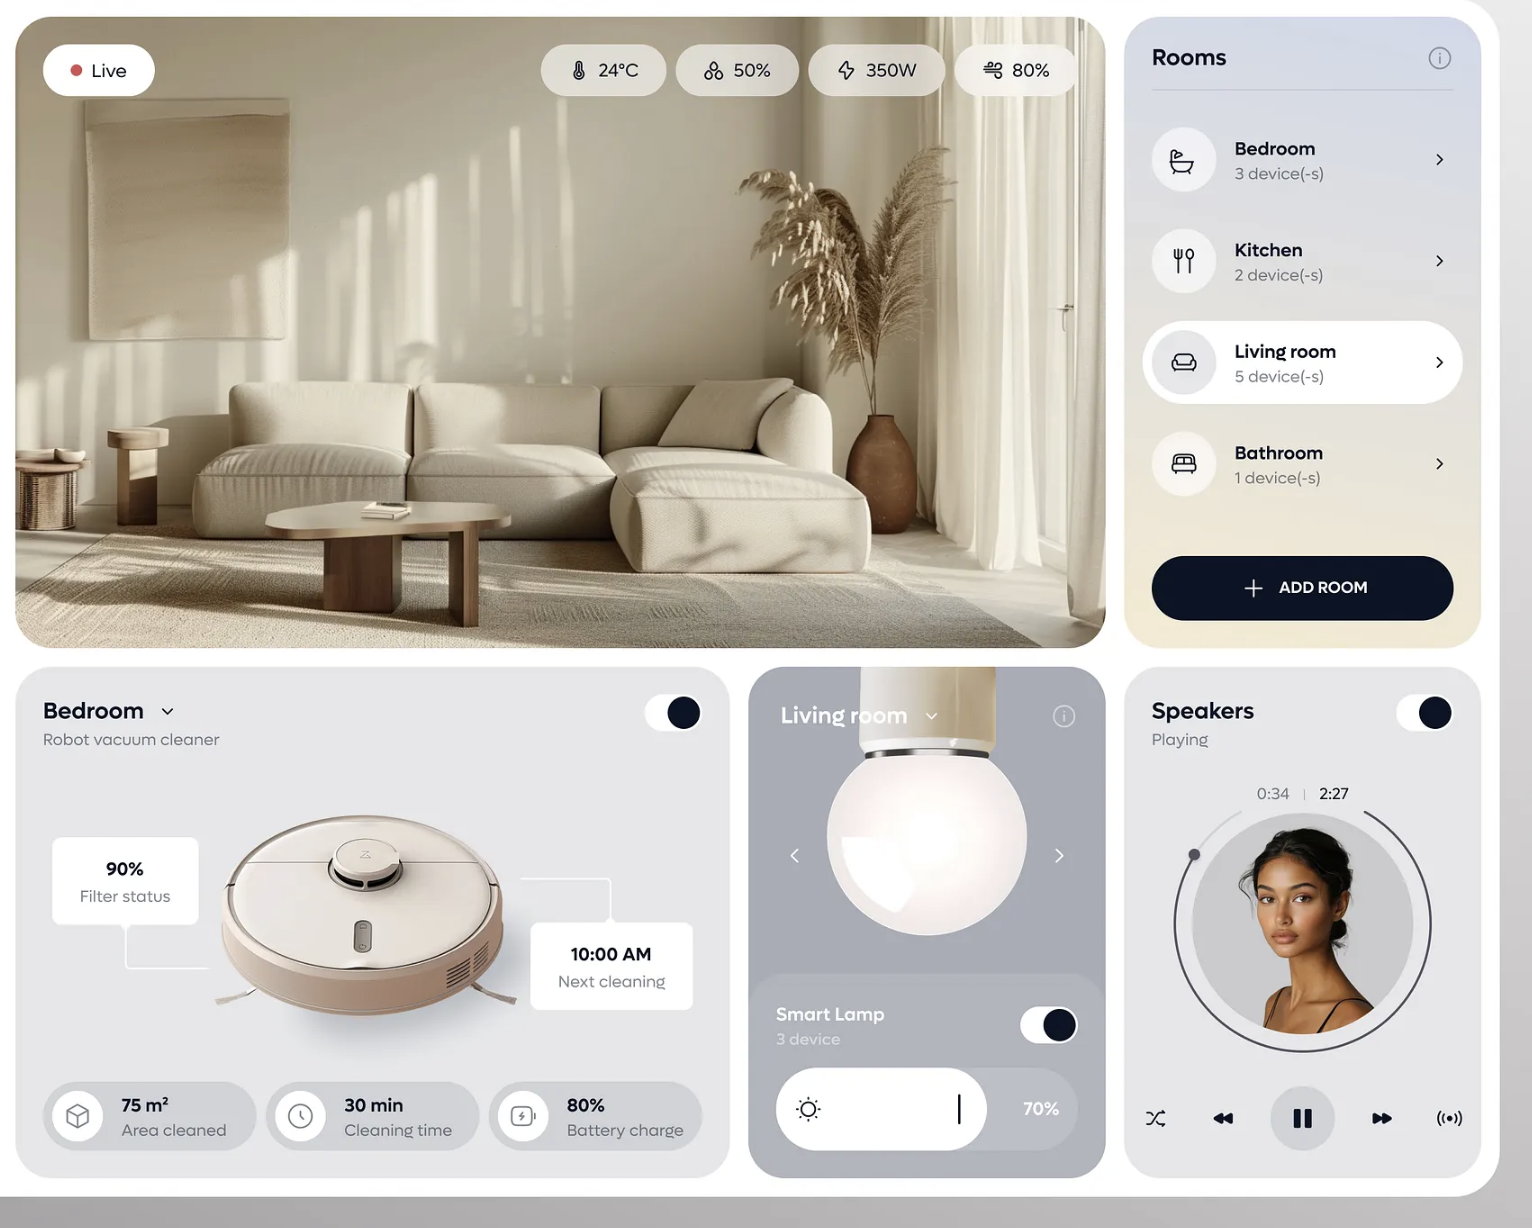 Live
24°C
50%
350W
80%
Rooms
Bedroom
3 device(-s)
Kitchen
2 device(-s)
Living room
5 device(-s)
Bathroom
1 device(-s)
ADD ROOM
Bedroom
Robot vacuum cleaner
90%
Filter status
10:00 AM
Next cleaning
75 m²
Area cleaned
30 min
Cleaning time
80%
Battery charge
Living room
Smart Lamp
3 device
70%
Speakers
Playing
0:34 | 2:27